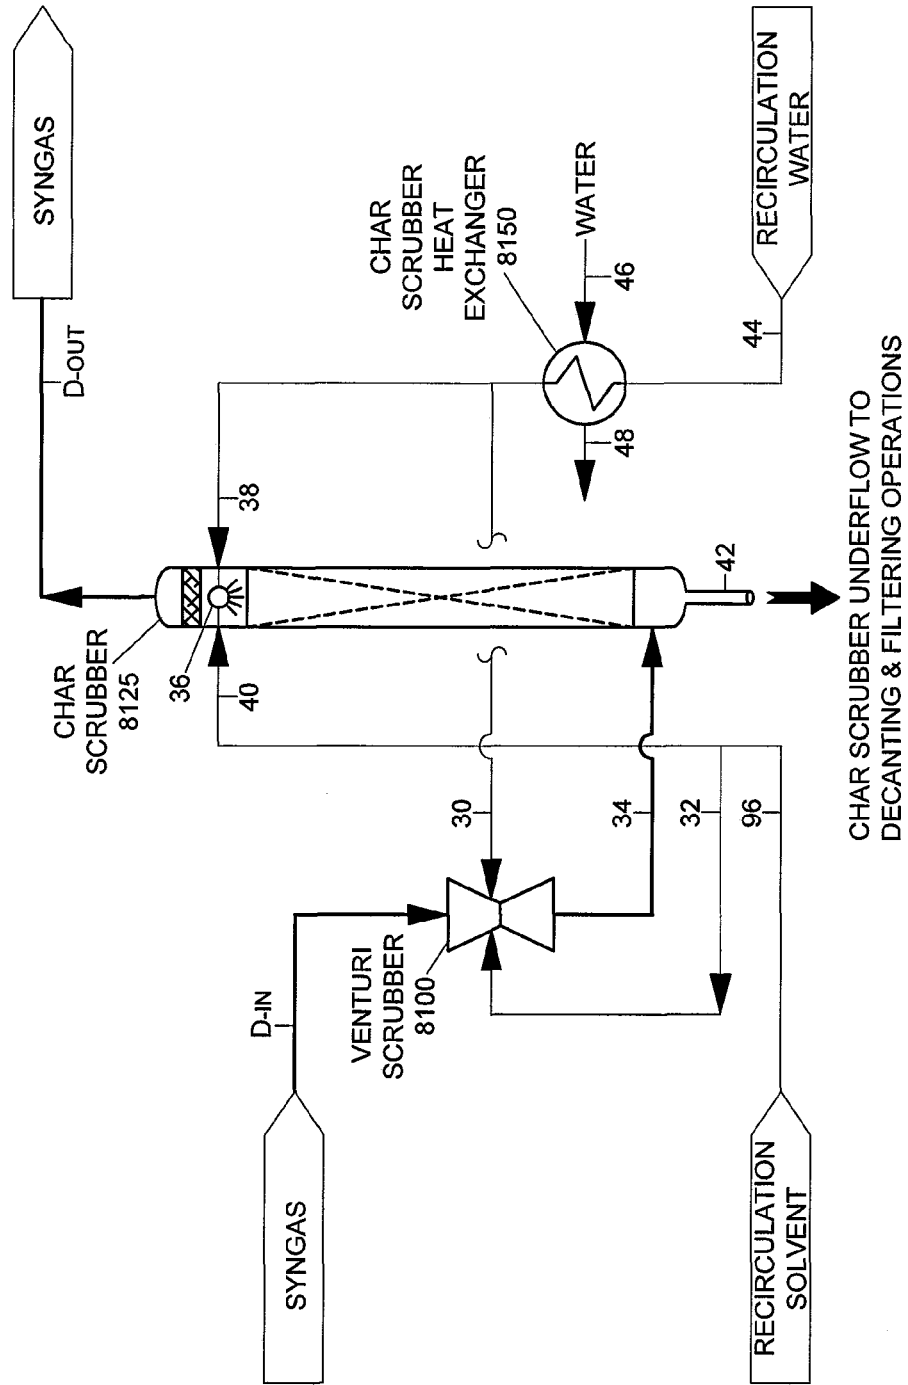 SYNGAS
D-OUT
CHAR
SCRUBBER
8125
36
40
38
CHAR
SCRUBBER
HEAT
EXCHANGER
8150
WATER
46
48
RECIRCULATION
WATER
44
SYNGAS
D-IN
VENTURI
SCRUBBER
8100
30
34
32
96
RECIRCULATION
SOLVENT
42
CHAR SCRUBBER UNDERFLOW TO
DECANTING & FILTERING OPERATIONS